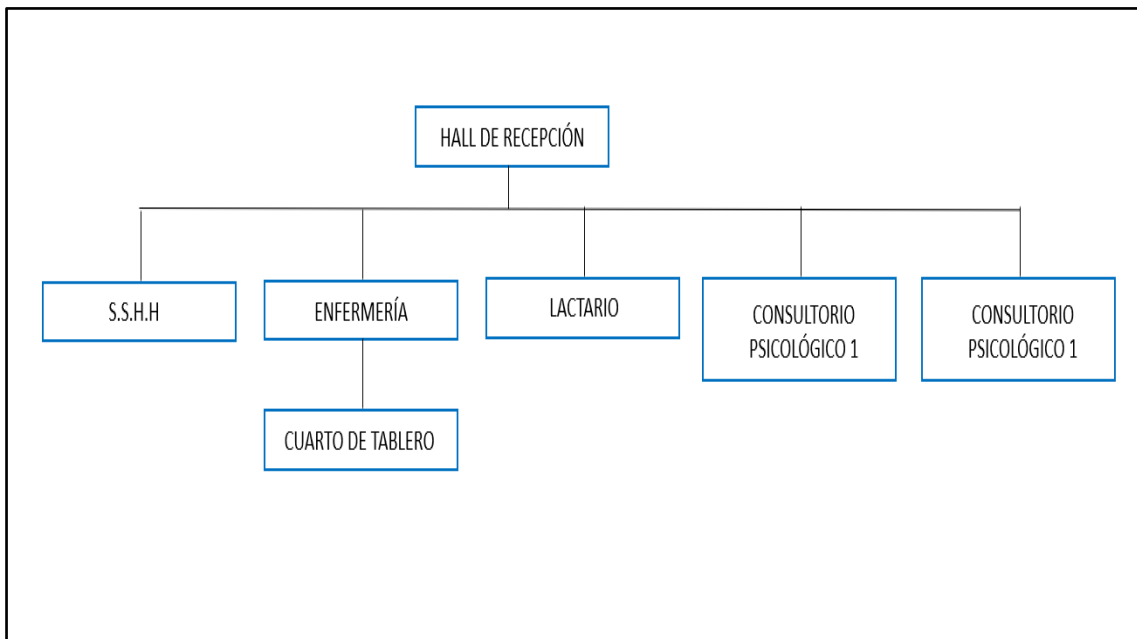 HALL DE RECEPCIÓN
S.S.H.H
ENFERMERÍA
LACTARIO
CONSULTORIO
PSICOLÓGICO 1
CONSULTORIO
PSICOLÓGICO 1
CUARTO DE TABLERO